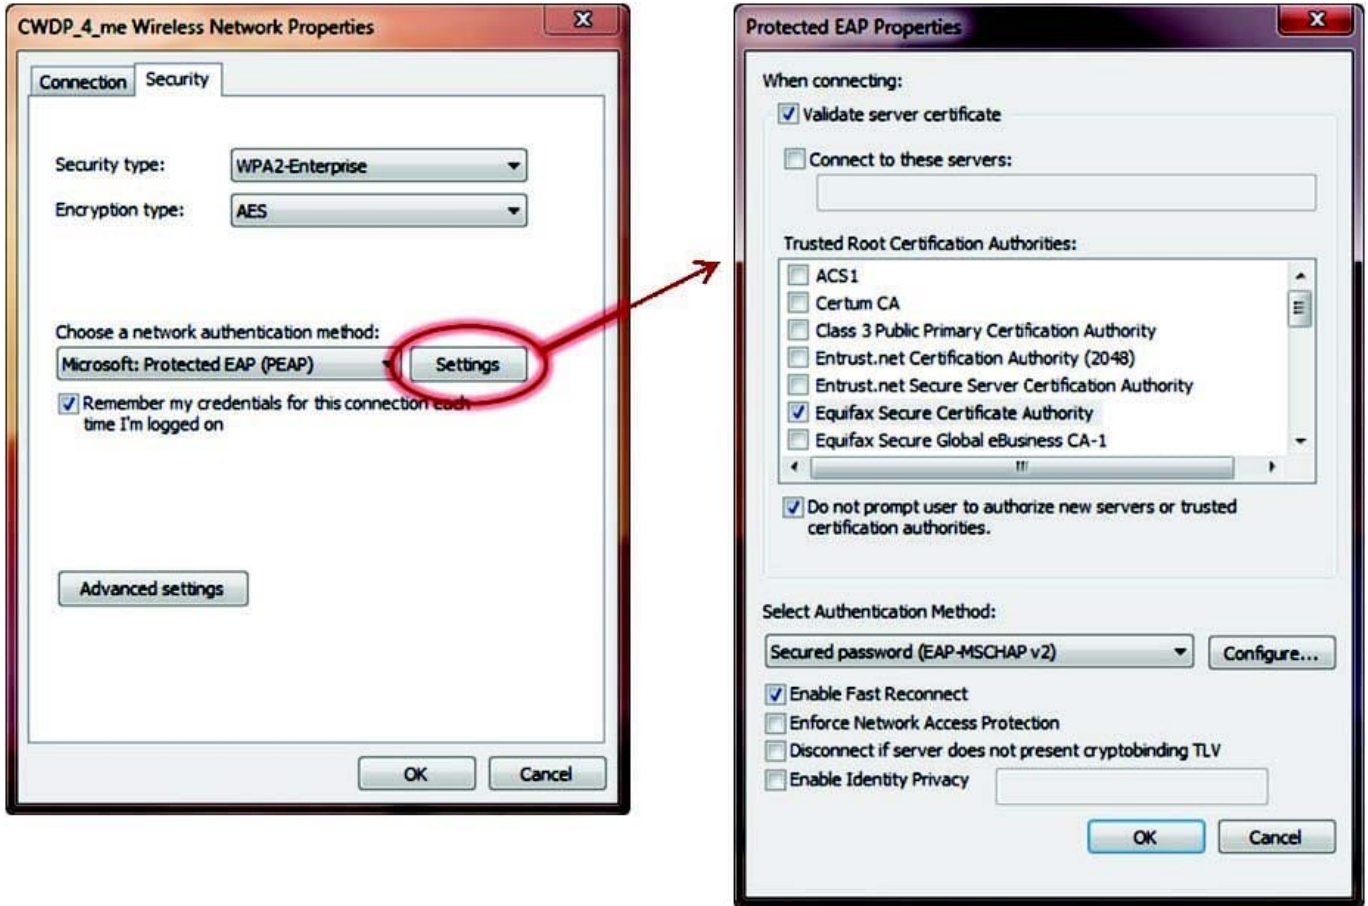 CWDP_4_me Wireless Network Properties
Connection
Security
Security type:
WPA2-Enterprise
Encryption type:
AES
Choose a network authentication method:
Microsoft: Protected EAP (PEAP)
Settings
Remember my credentials for this connection each
time I'm logged on
Advanced settings
OK
Cancel
Protected EAP Properties
When connecting:
Validate server certificate
Connect to these servers:
Trusted Root Certification Authorities:
ACS1
Certum CA
Class 3 Public Primary Certification Authority
Entrust.net Certification Authority (2048)
Entrust.net Secure Server Certification Authority
Equifax Secure Certificate Authority
Equifax Secure Global eBusiness CA-1
Do not prompt user to authorize new servers or trusted
certification authorities.
Select Authentication Method:
Secured password (EAP-MSCHAP v2)
Configure...
Enable Fast Reconnect
Enforce Network Access Protection
Disconnect if server does not present cryptobinding TLV
Enable Identity Privacy
OK
Cancel